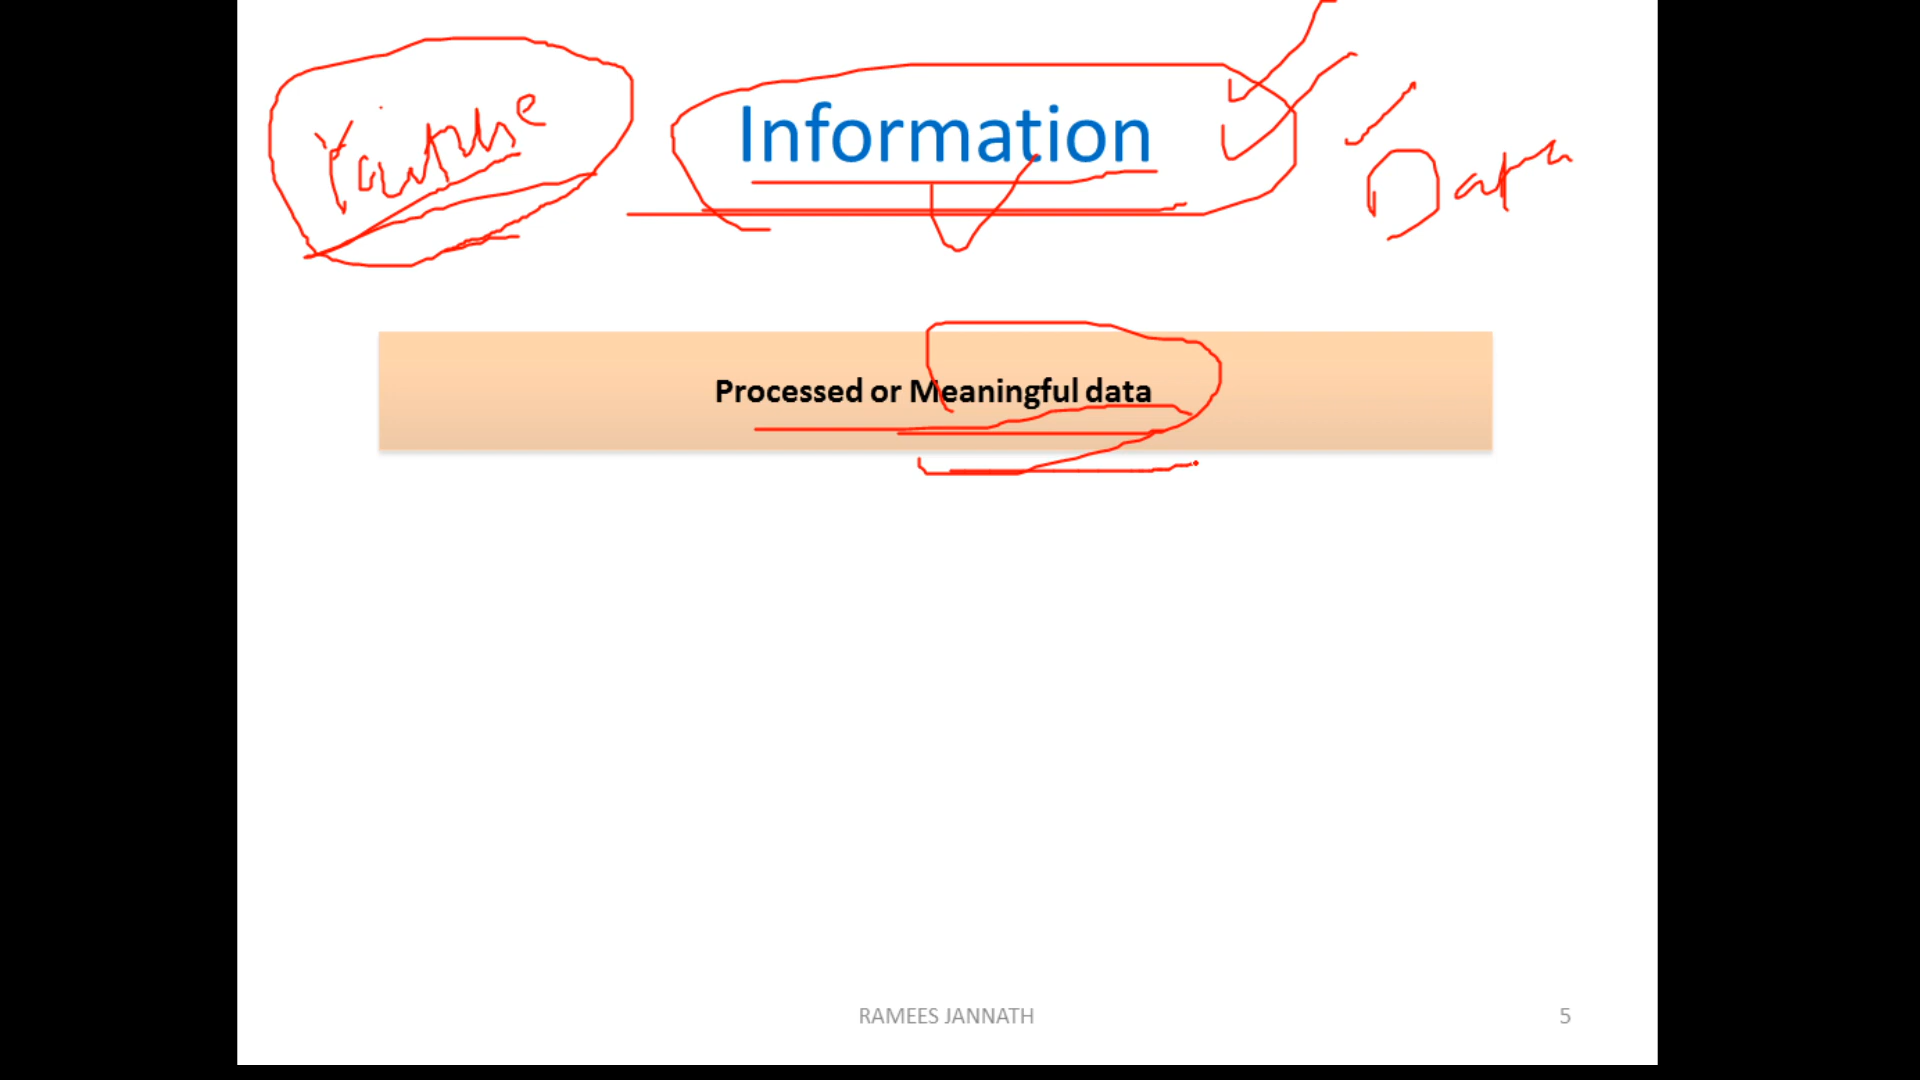 Information
Data
Processed or Meaningful data
RAMEES JANNATH
5